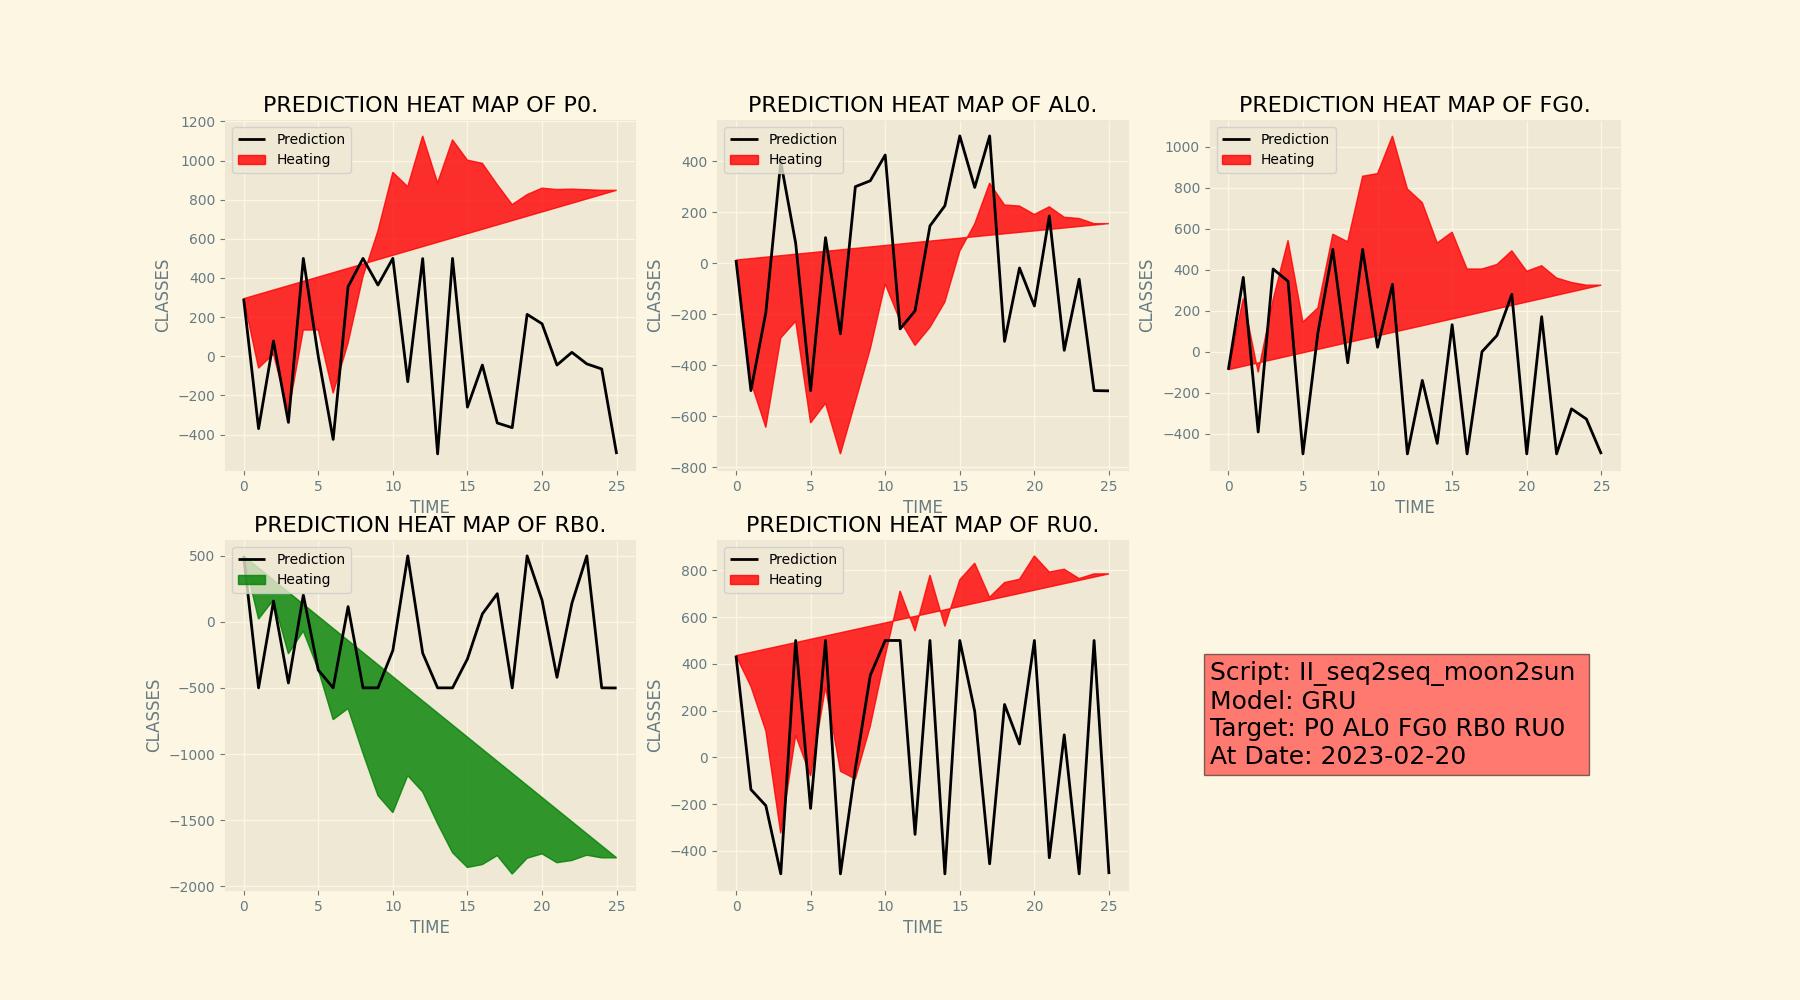 PREDICTION HEAT MAP OF P0.
1200
1000
800
600
400
200
0
−200
−400
CLASSES
Prediction
Heating
0 5 10 15 20 25
TIME
PREDICTION HEAT MAP OF AL0.
400
200
0
−200
−400
−600
−800
CLASSES
Prediction
Heating
0 5 10 15 20 25
TIME
PREDICTION HEAT MAP OF FG0.
1000
800
600
400
200
0
−200
−400
CLASSES
Prediction
Heating
0 5 10 15 20 25
TIME
PREDICTION HEAT MAP OF RB0.
500
0
−500
−1000
−1500
−2000
CLASSES
Prediction
Heating
0 5 10 15 20 25
TIME
PREDICTION HEAT MAP OF RU0.
800
600
400
200
0
−200
−400
CLASSES
Prediction
Heating
0 5 10 15 20 25
TIME
Script: II_seq2seq_moon2sun
Model: GRU
Target: P0 AL0 FG0 RB0 RU0
At Date: 2023-02-20